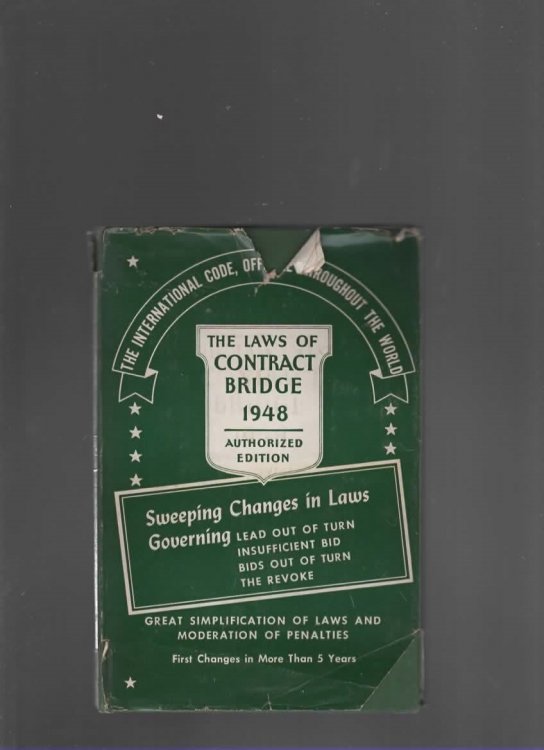 THE INTERNATIONAL CODE, OFF THROUGHOUT THE WORLD
THE LAWS OF
CONTRACT
BRIDGE
1948
AUTHORIZED
EDITION
Sweeping Changes in Laws
Governing LEAD OUT OF TURN
INSUFFICIENT BID
BIDS OUT OF TURN
THE REVOKE
GREAT SIMPLIFICATION OF LAWS AND
MODERATION OF PENALTIES
First Changes in More Than 5 Years